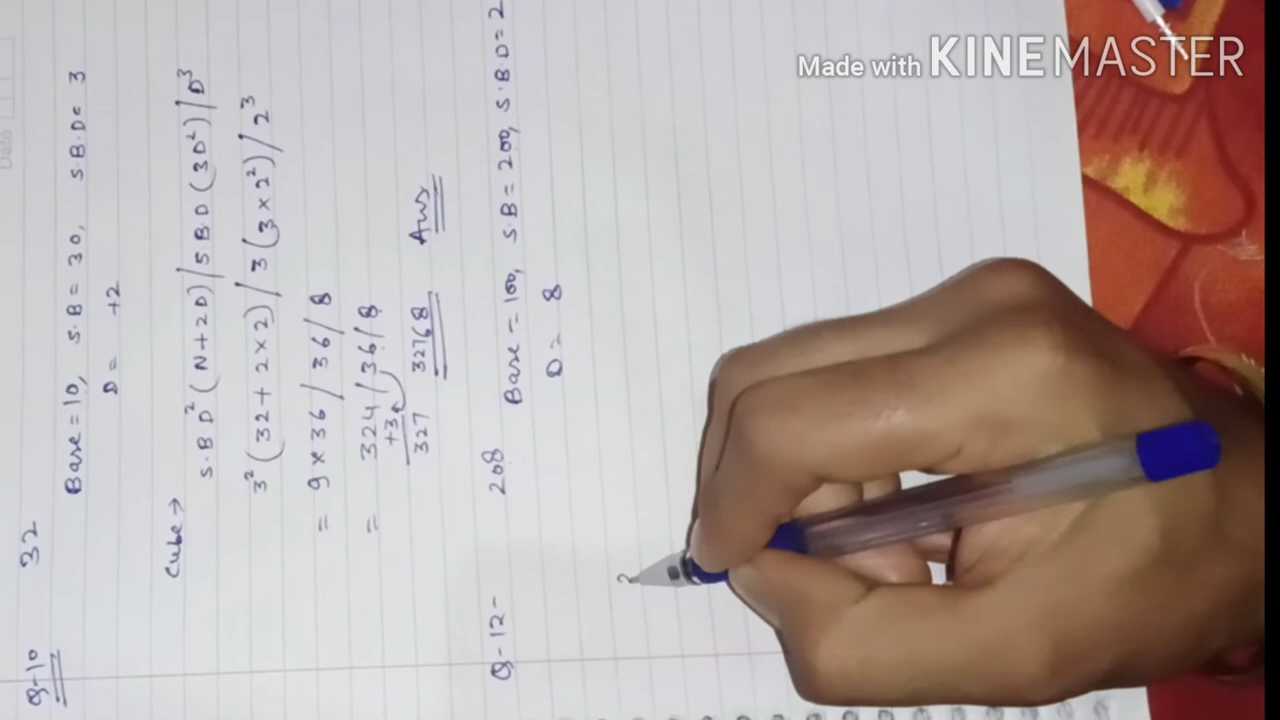 Made with KINEMASTER
Date
Q-10 32
Base = 10, S.B = 30, S.B.D = 3
D = +2
Cube →
S.B D² (N+2D) / S B D (3D²) / D³
3² (32 + 2×2) / 3 (3 × 2²) / 2³
= 9 × 36 / 36 / 8
= 324 / 36 / 8
+3
327 32768 Ans
Q-12- 208
Base = 100, S.B = 200, S.B D = 2
D = 8
2